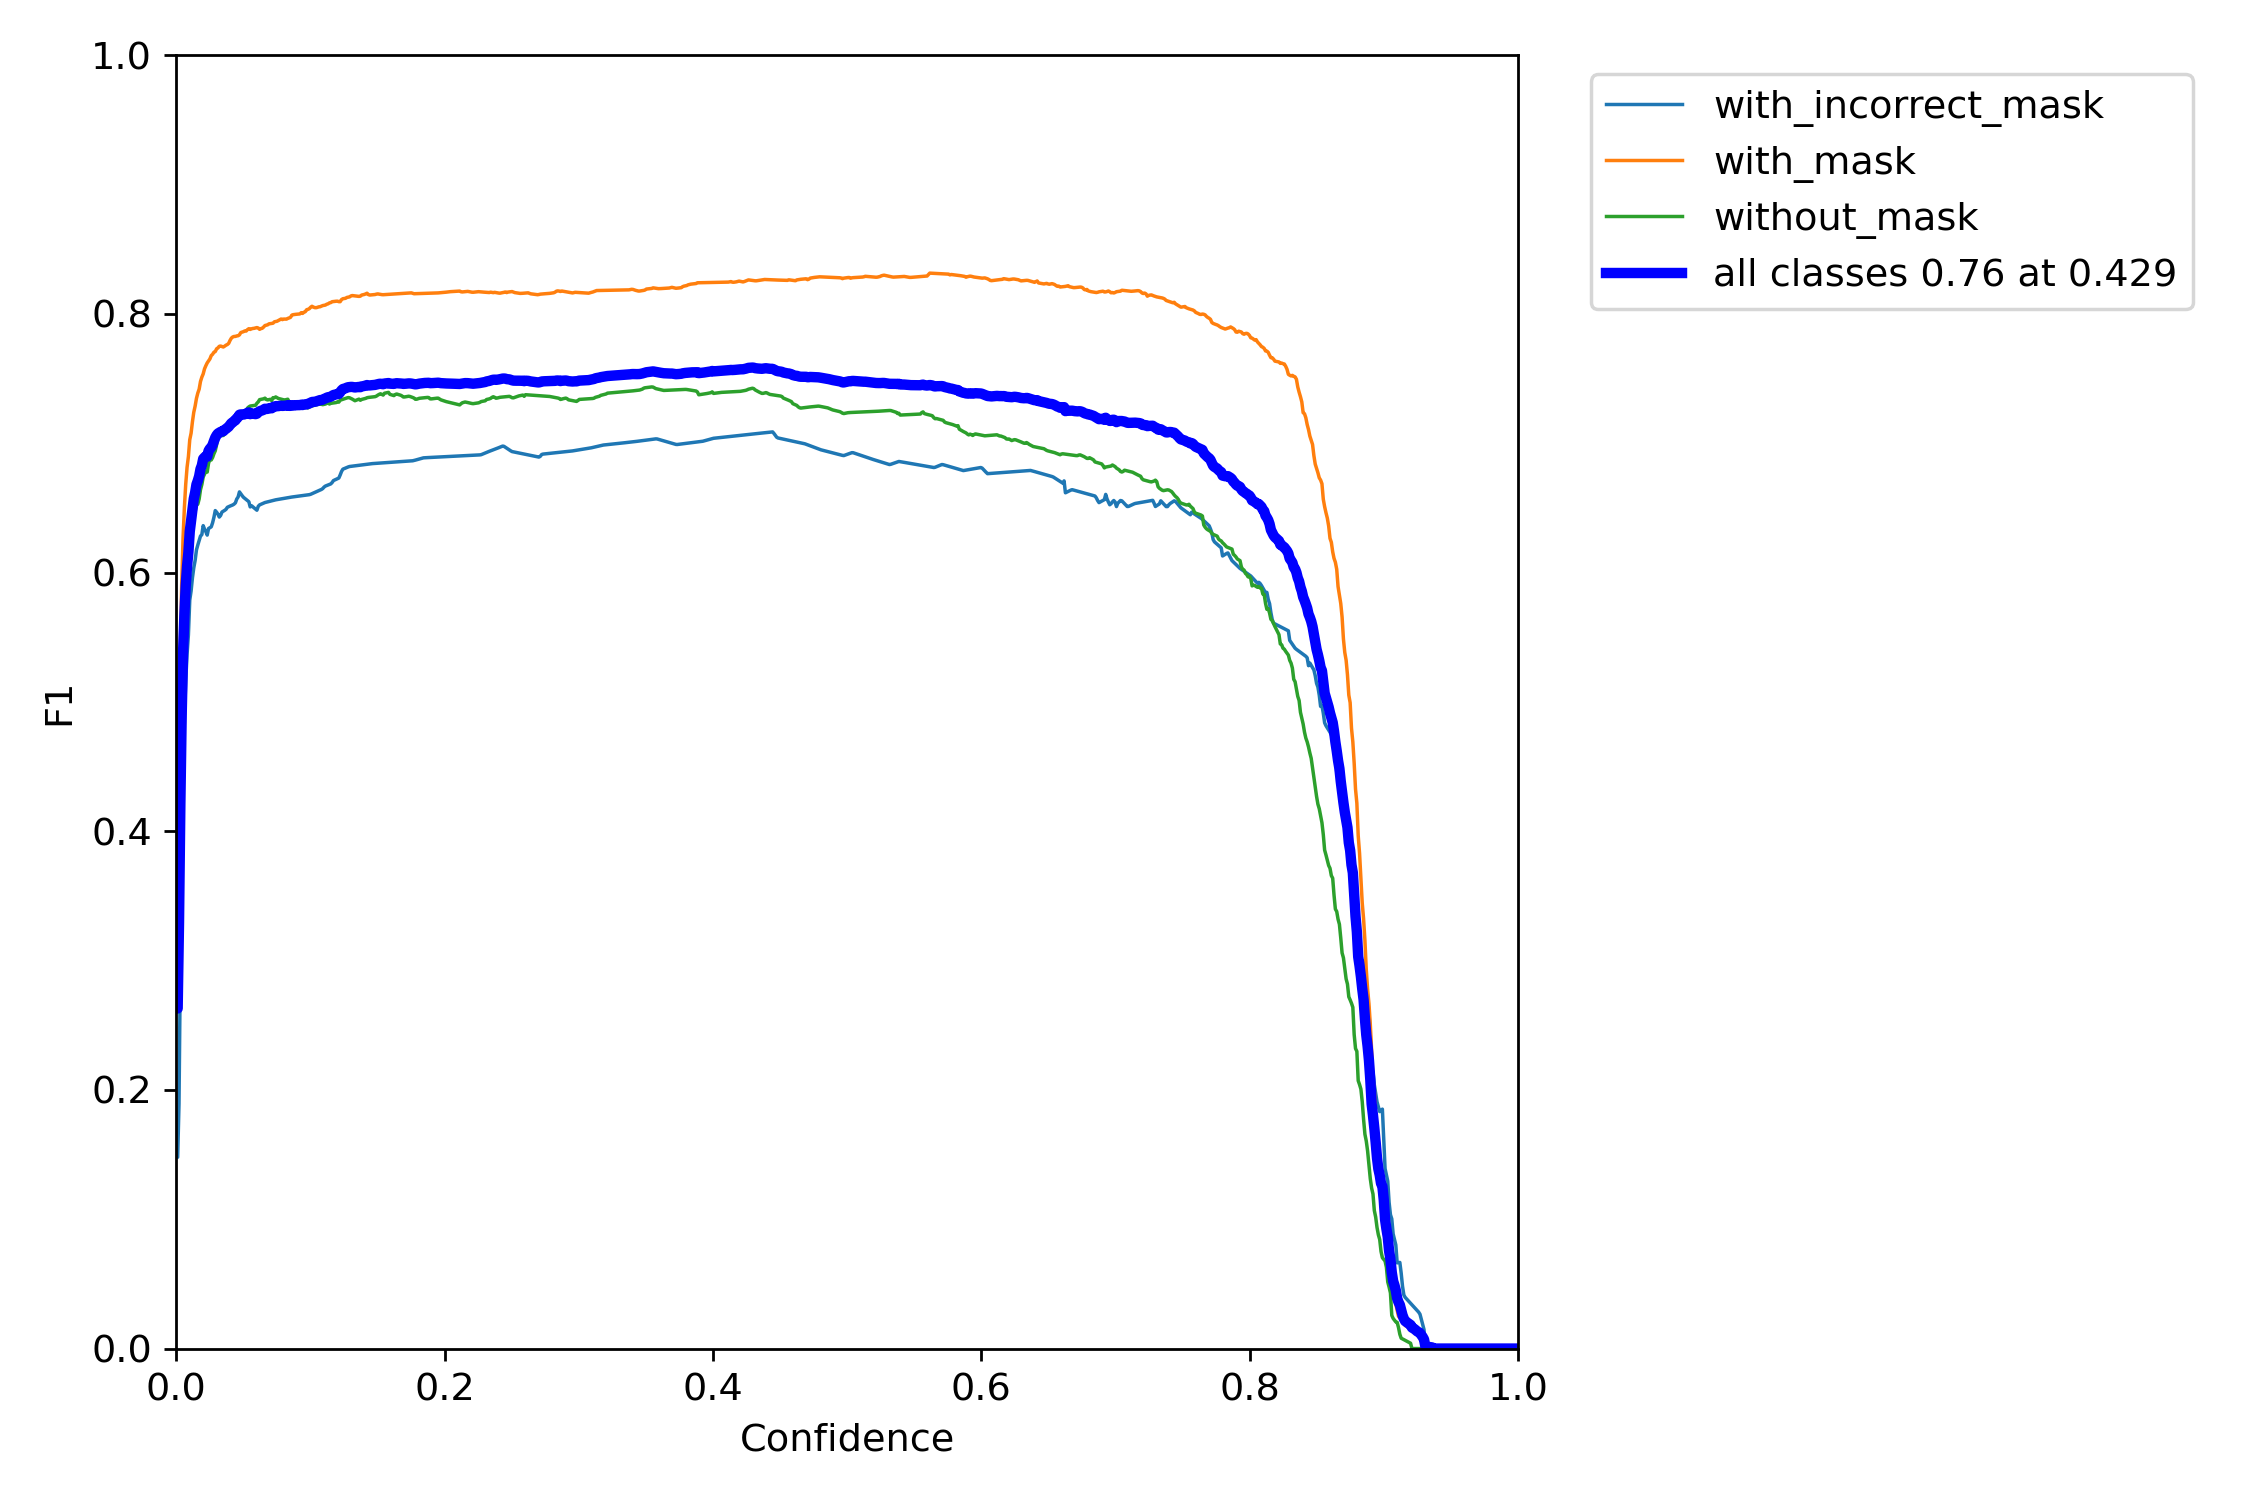 1.0
0.8
0.6
0.4
0.2
0.0
F1
0.0 0.2 0.4 0.6 0.8 1.0
Confidence
with_incorrect_mask
with_mask
without_mask
all classes 0.76 at 0.429